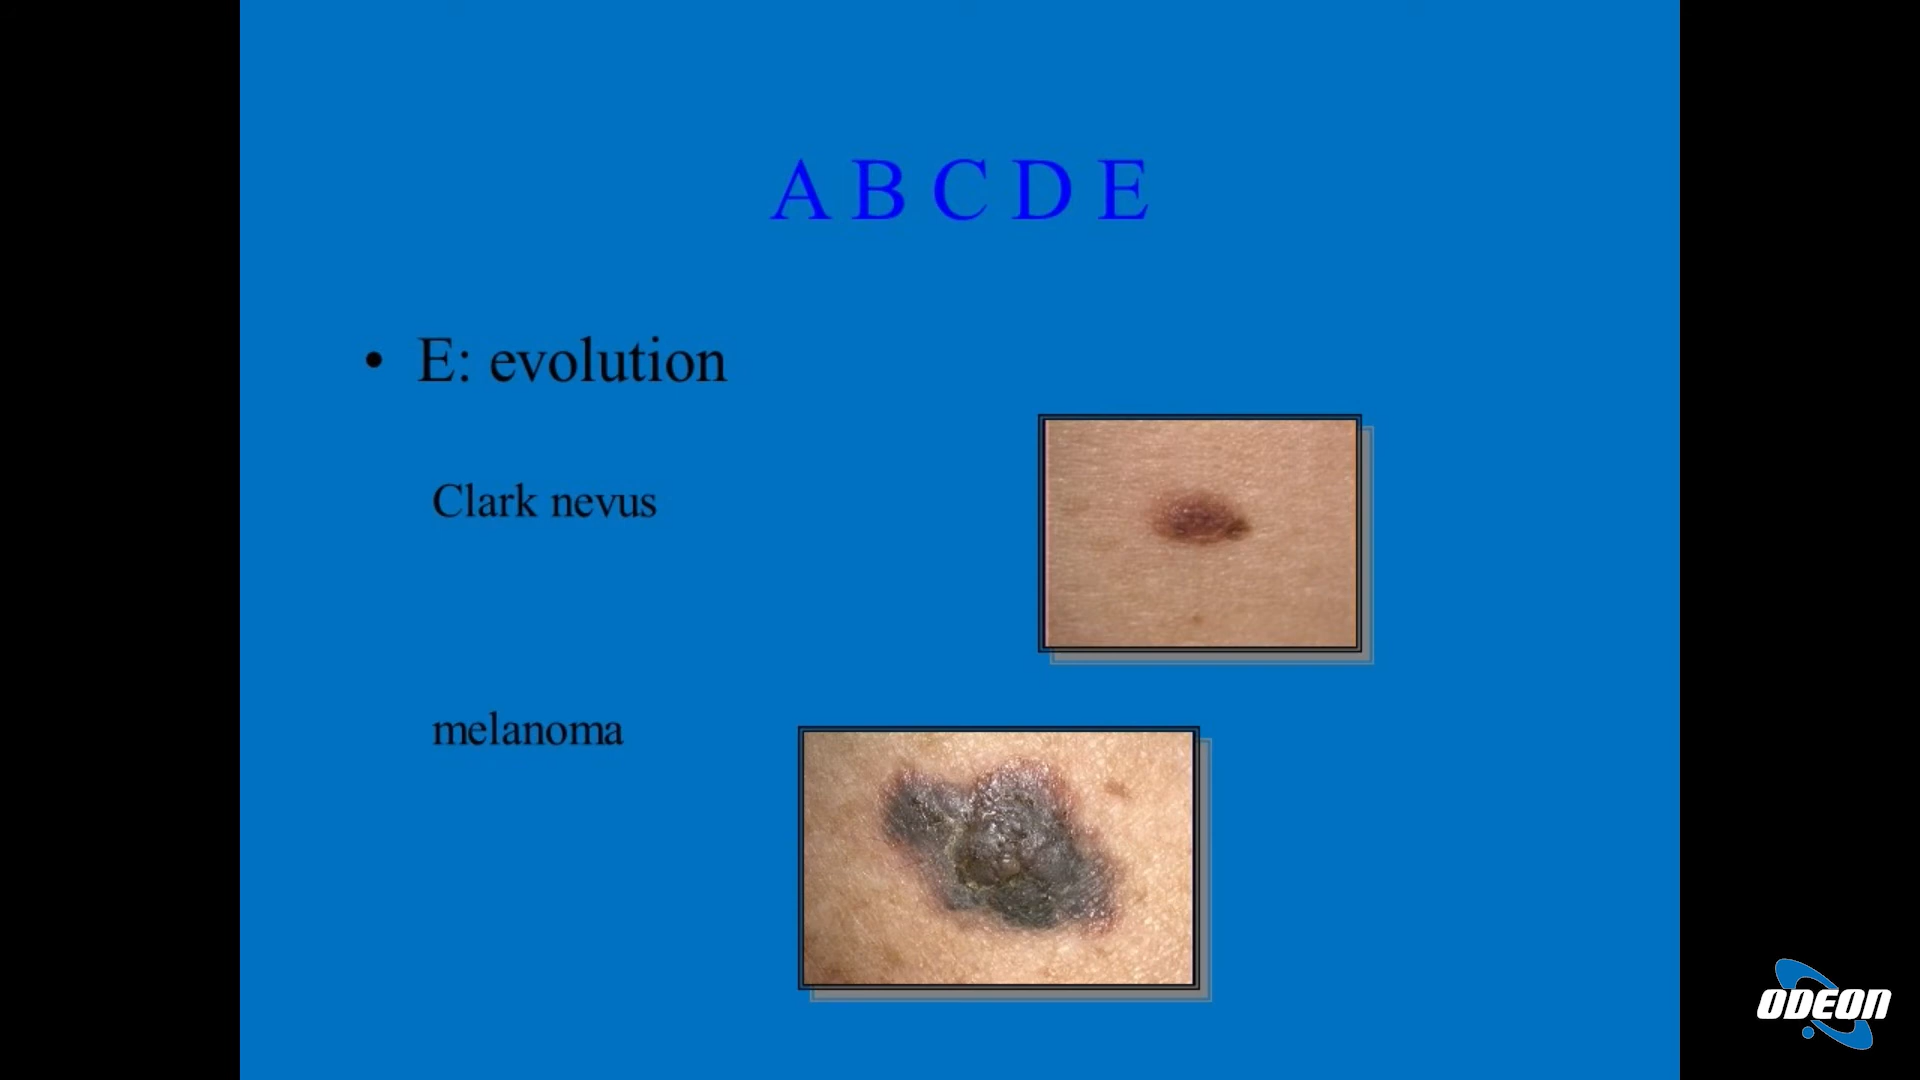 A B C D E
• E: evolution
Clark nevus
melanoma
ODEON